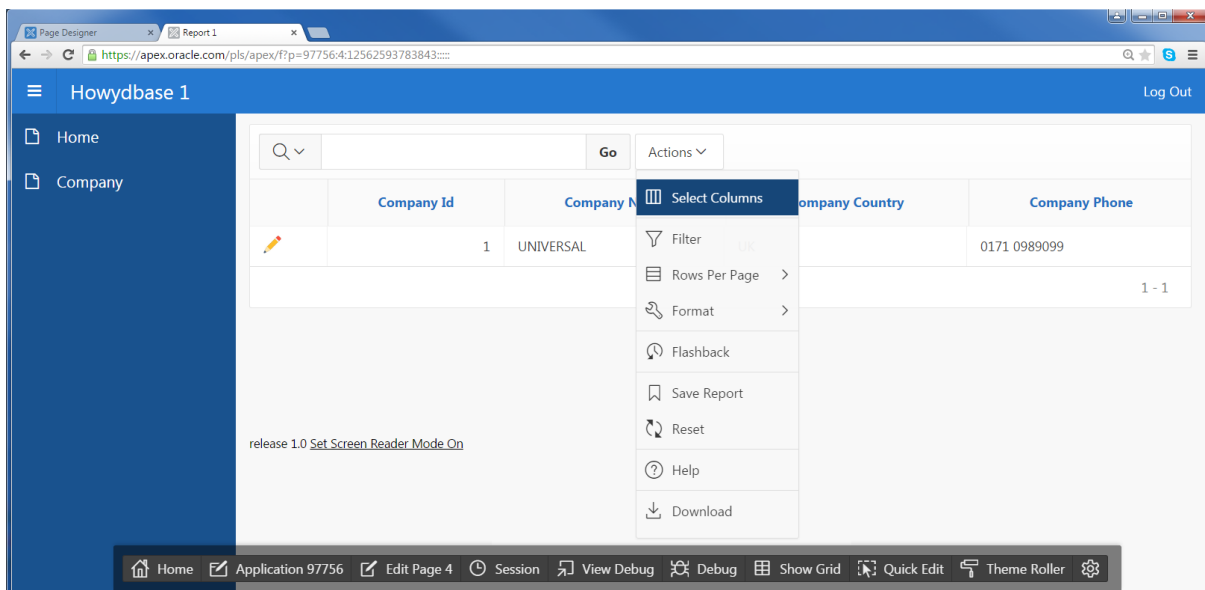 Page Designer Report 1
https://apex.oracle.com/pls/apex/f?p=97756:4:12562593783843:::::
Howydbase 1 Log Out
Home
Company
Go Actions
Company Id Company N ompany Country Company Phone
1 UNIVERSAL UK 0171 0989099
1 - 1
Select Columns
Filter
Rows Per Page
Format
Flashback
Save Report
Reset
Help
Download
release 1.0 Set Screen Reader Mode On
Home Application 97756 Edit Page 4 Session View Debug Debug Show Grid Quick Edit Theme Roller